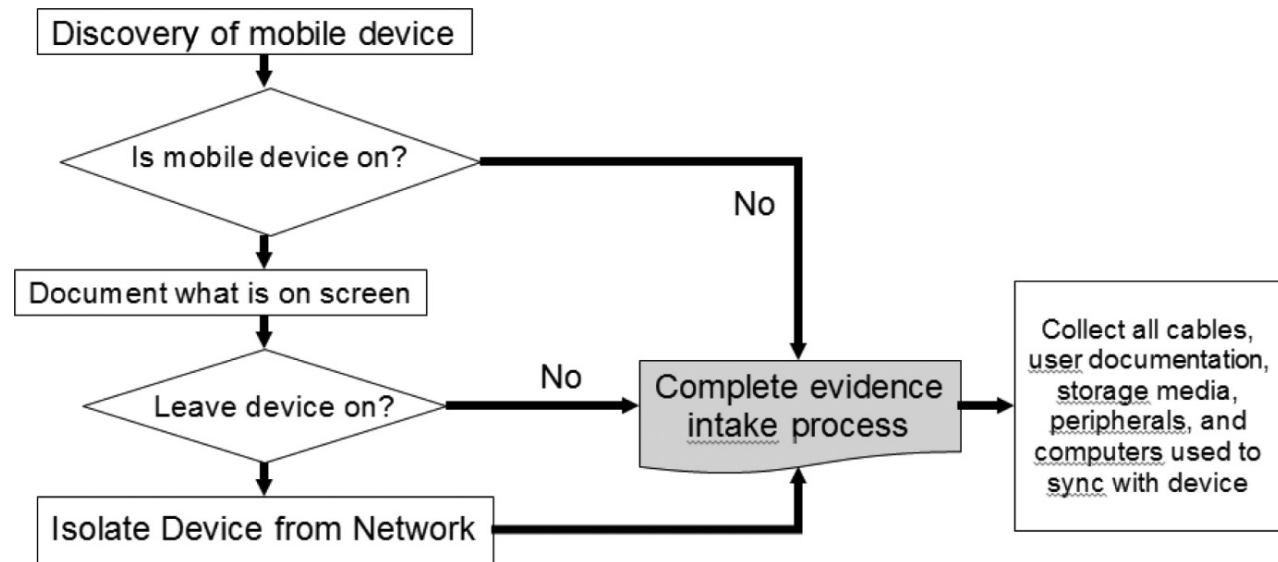 Discovery of mobile device
Is mobile device on?
No
Document what is on screen
Leave device on?
No
Complete evidence
intake process
Collect all cables,
user documentation,
storage media,
peripherals, and
computers used to
sync with device
Isolate Device from Network